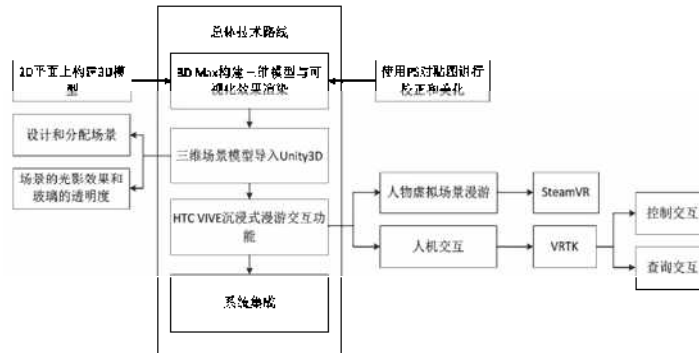 总体技术路线
2D平面上构建3D模
型
3D Max构建三维模型与可
视化效果渲染
使用PS对贴图进行
校正和美化
设计和分配场景
三维场景模型导入Unity3D
场景的光影效果和
玻璃的透明度
人物虚拟场景漫游
SteamVR
控制交互
HTC VIVE沉浸式漫游交互功
能
人机交互
VRTK
查询交互
系统集成